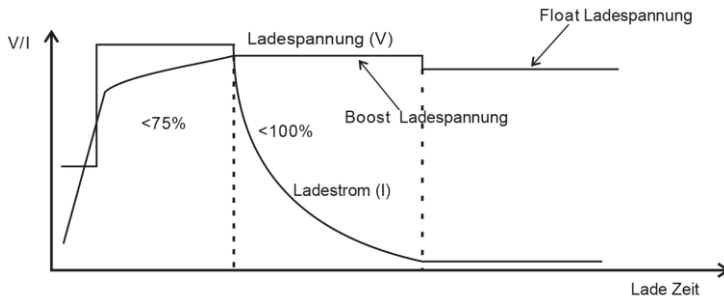 Float Ladespannung
V/I
Ladespannung (V)
Boost Ladespannung
<75%
<100%
Ladestrom (I)
Lade Zeit